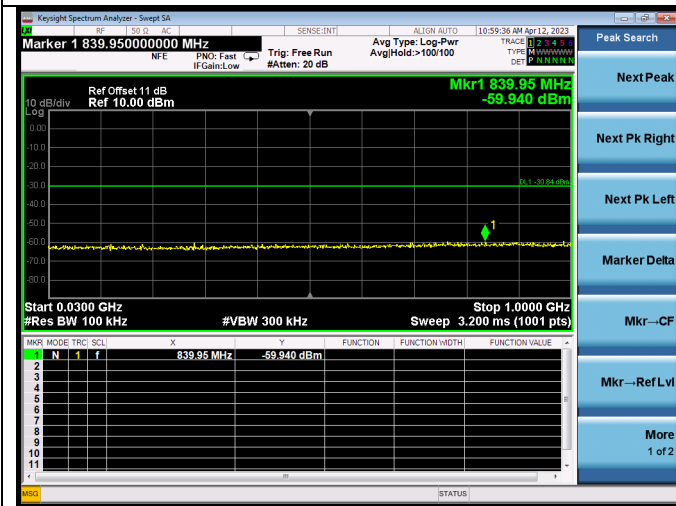 Keysight Spectrum Analyzer - Swept SA
LXI RF 50 Ω AC SENSE:INT ALIGN AUTO 10:59:36 AM Apr 12, 2023
Marker 1 839.950000000 MHz
NFE
PNO: Fast
IFGain:Low
Trig: Free Run
#Atten: 20 dB
Avg Type: Log-Pwr
Avg|Hold:>100/100
TRACE 1 2 3 4 5 6
TYPE M W W W W W
DET P N N N N N
Peak Search
Ref Offset 11 dB
10 dB/div Ref 10.00 dBm
Mkr1 839.95 MHz
-59.940 dBm
Log
0.00
-10.0
-20.0
-30.0
DL1 -30.84 dBm
-40.0
-50.0
1
-60.0
-70.0
-80.0
Start 0.0300 GHz Stop 1.0000 GHz
#Res BW 100 kHz #VBW 300 kHz Sweep 3.200 ms (1001 pts)
MKR MODE TRC SCL X Y FUNCTION FUNCTION WIDTH FUNCTION VALUE
1 N 1 f 839.95 MHz -59.940 dBm
2
3
4
5
6
7
8
9
10
11
MSG STATUS
Next Peak
Next Pk Right
Next Pk Left
Marker Delta
Mkr→CF
Mkr→Ref Lvl
More
1 of 2